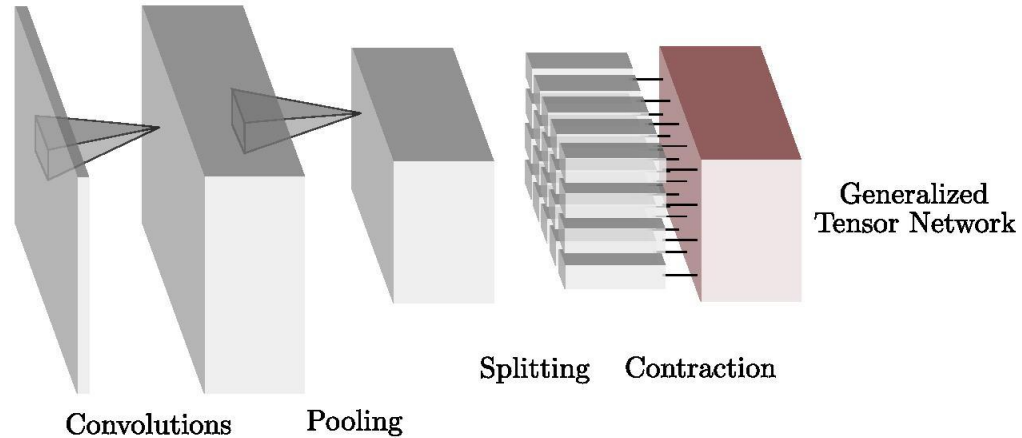 Generalized
Tensor Network
Splitting
Contraction
Convolutions
Pooling